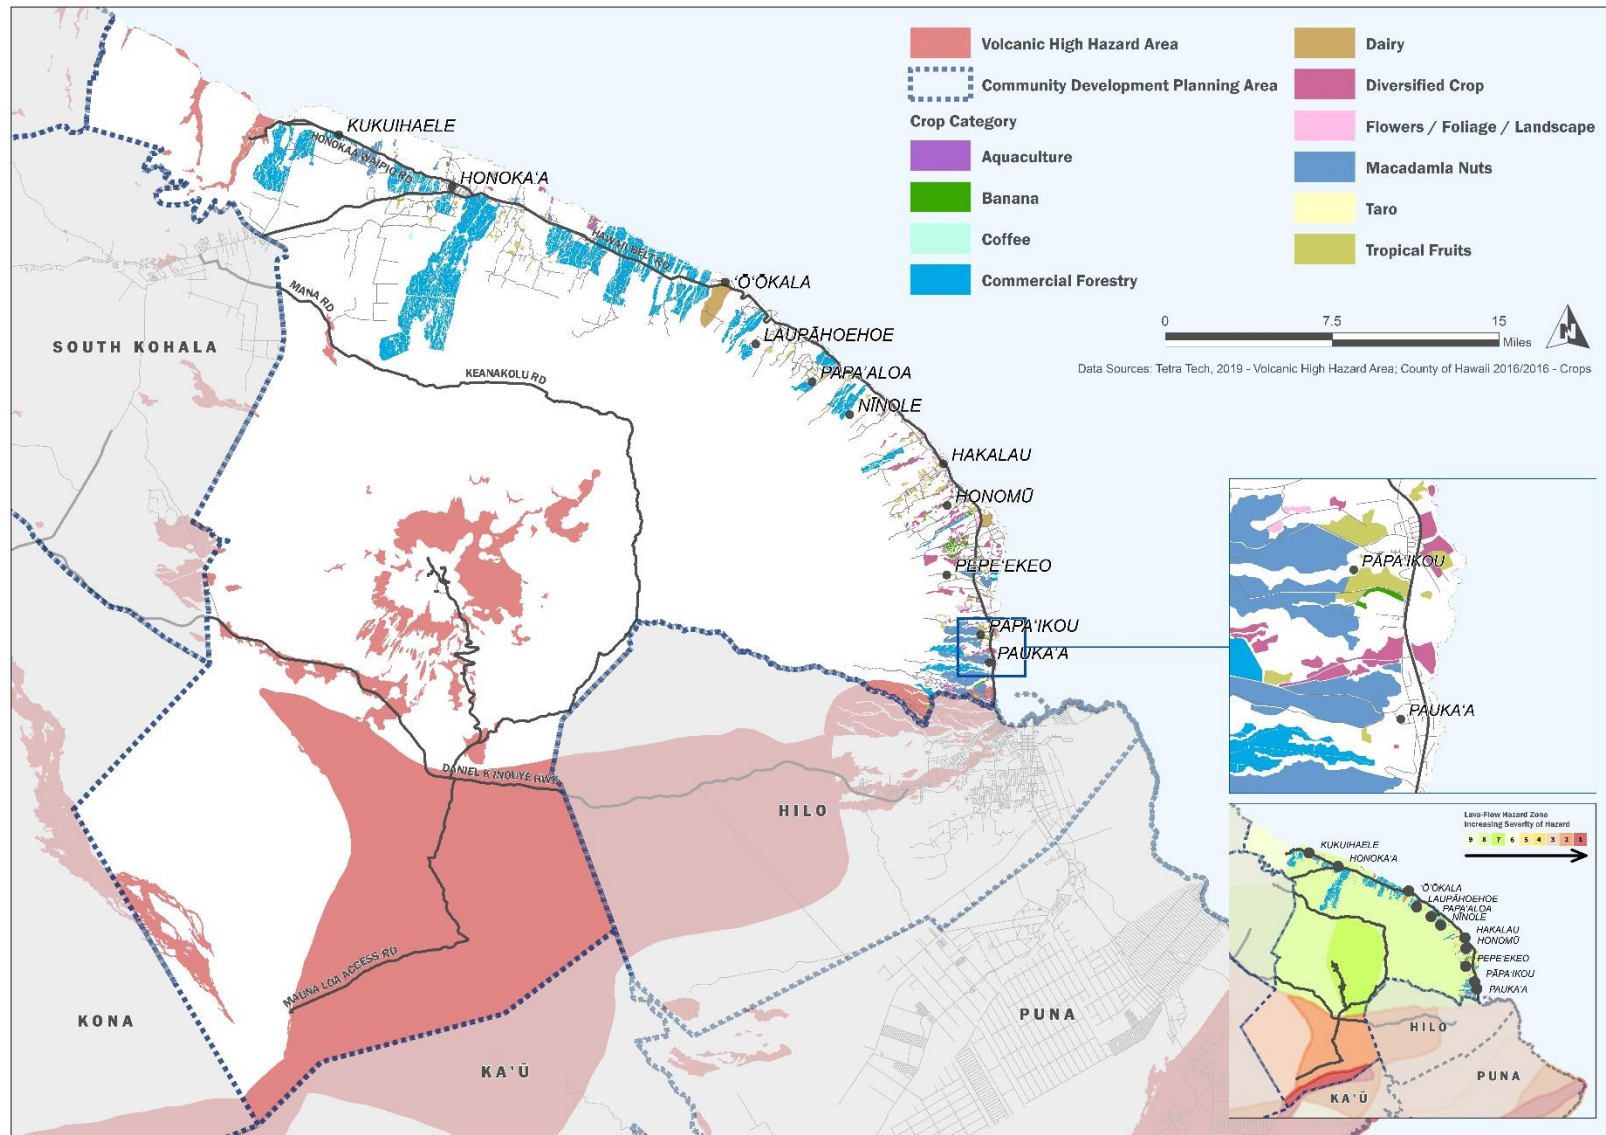 Volcanic High Hazard Area
Community Development Planning Area
Crop Category
Aquaculture
Banana
Coffee
Commercial Forestry
Dairy
Diversified Crop
Flowers / Foliage / Landscape
Macadamla Nuts
Taro
Tropical Fruits
0 7.5 15
Miles
N
Data Sources: Tetra Tech, 2019 - Volcanic High Hazard Area; County of Hawaii 2016/2016 - Crops
KUKUIHAELE
HONOKAA WAIPIO RD
HONOKA'A
HAWAII BELT RD
'Ō'ŌKALA
MANA RD
LAUPĀHOEHOE
SOUTH KOHALA
KEANAKOLU RD
PĀPA'ALOA
NĪNOLE
HAKALAU
HONOMŪ
PEPE'EKEO
PĀPA'IKOU
PAUKA'A
DANIEL K INOUYE HWY
HILO
MAUNA LOA ACCESS RD
KONA
PUNA
KA'Ū
PĀPA'IKOU
PAUKA'A
Lava-Flow Hazard Zone
Increasing Severity of Hazard
9 8 7 6 5 4 3 2 1
KUKUIHAELE
HONOKA'A
'Ō'ŌKALA
LAUPĀHOEHOE
PĀPA'ALOA
NĪNOLE
HAKALAU
HONOMŪ
PEPE'EKEO
PĀPA'IKOU
PAUKA'A
HILO
PUNA
KA'Ū